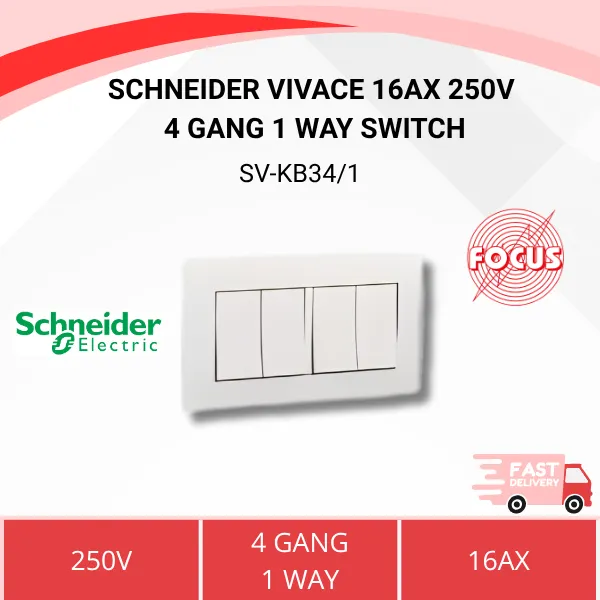 SCHNEIDER VIVACE 16AX 250V
4 GANG 1 WAY SWITCH
SV-KB34/1
FOCUS
Schneider
Electric
FAST
DELIVERY
250V
4 GANG
1 WAY
16AX